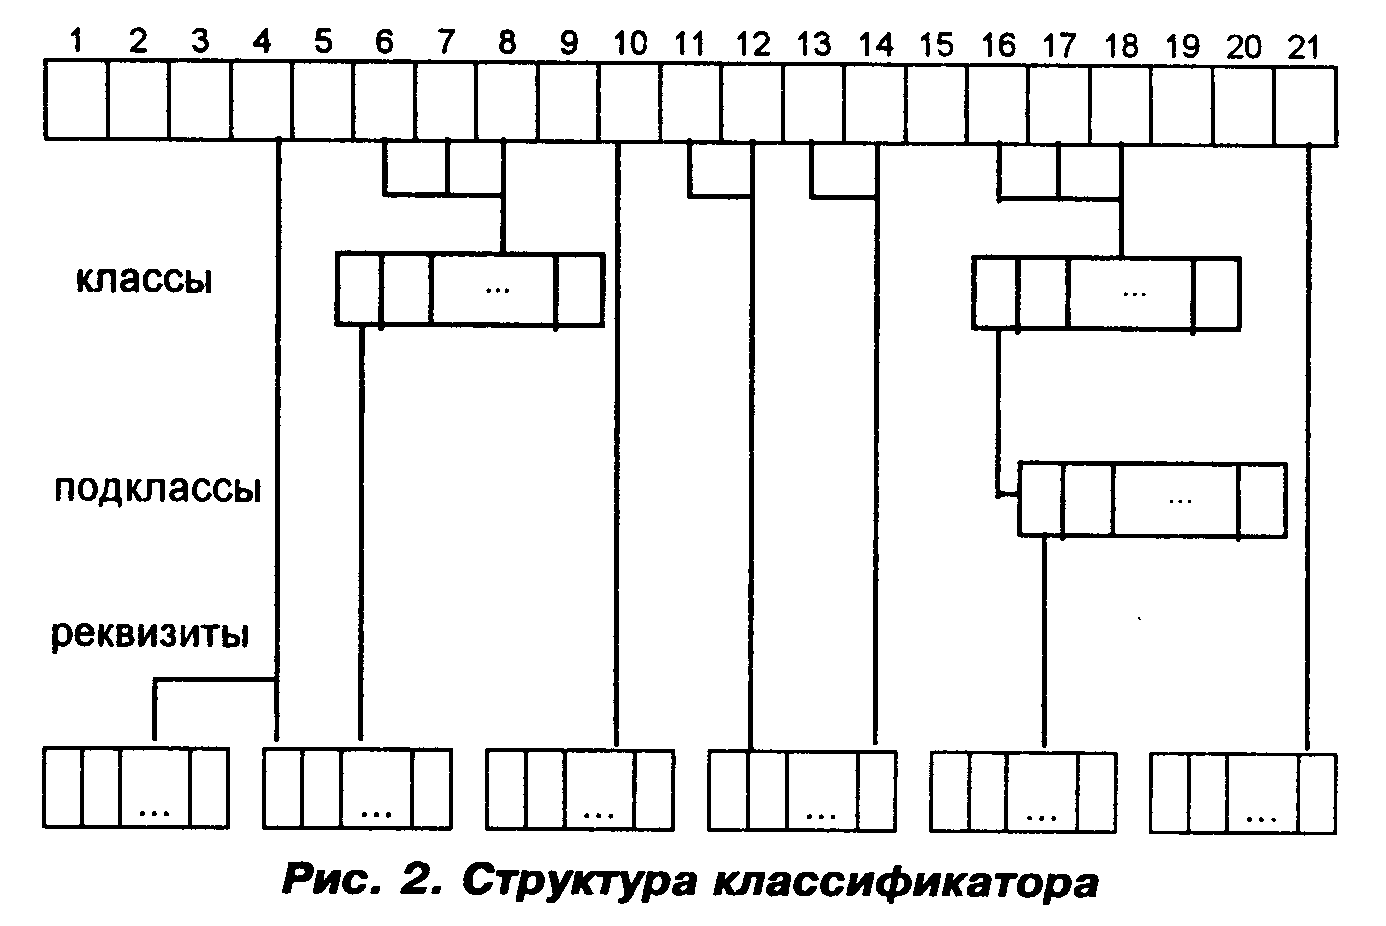 1 2 3 4 5 6 7 8 9 10 11 12 13 14 15 16 17 18 19 20 21
классы
... ...
подклассы
...
реквизиты
... ... ... ... ... ...
Рис. 2. Структура классификатора